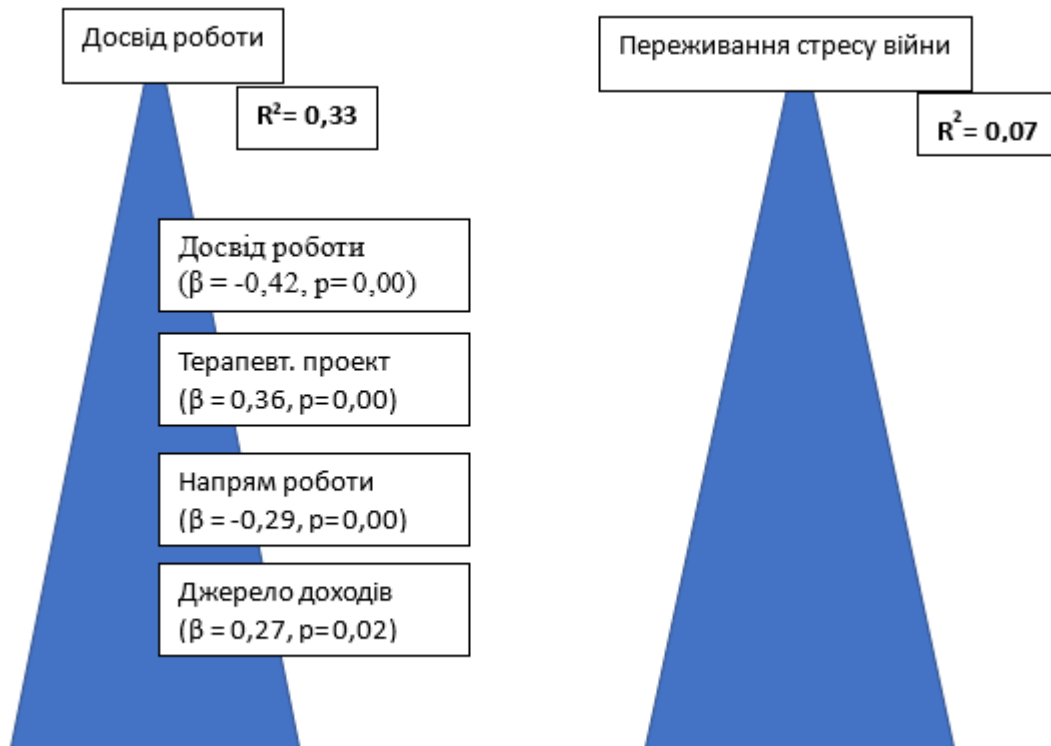 Досвід роботи
R²= 0,33
Досвід роботи
(β = -0,42, p= 0,00)
Терапевт. проект
(β = 0,36, p=0,00)
Напрям роботи
(β = -0,29, p=0,00)
Джерело доходів
(β = 0,27, p=0,02)
Переживання стресу війни
R²= 0,07